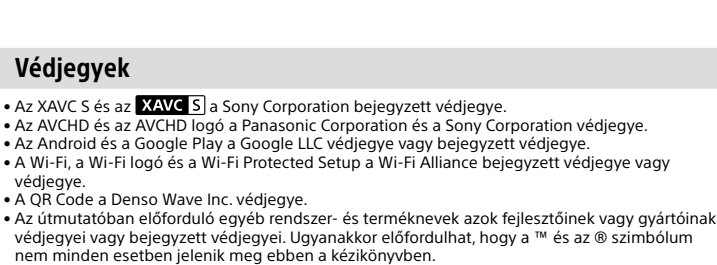 Védjegyek
• Az XAVC S és az XAVC S a Sony Corporation bejegyzett védjegye.
• Az AVCHD és az AVCHD logó a Panasonic Corporation és a Sony Corporation védjegye.
• Az Android és a Google Play a Google LLC védjegye vagy bejegyzett védjegye.
• A Wi-Fi, a Wi-Fi logó és a Wi-Fi Protected Setup a Wi-Fi Alliance bejegyzett védjegye vagy
védjegye.
• A QR Code a Denso Wave Inc. védjegye.
• Az útmutatóban előforduló egyéb rendszer- és terméknevek azok fejlesztőinek vagy gyártóinak
védjegyei vagy bejegyzett védjegyei. Ugyanakkor előfordulhat, hogy a ™ és az ® szimbólum
nem minden esetben jelenik meg ebben a kézikönyvben.